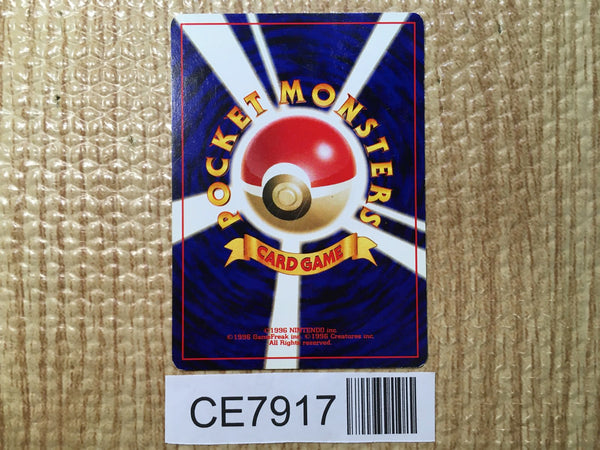 POCKET MONSTERS
CARD GAME
©1996 NINTENDO inc.
©1996 GameFreak inc. ©1996 Creatures inc.
All Rights reserved.
CE7917